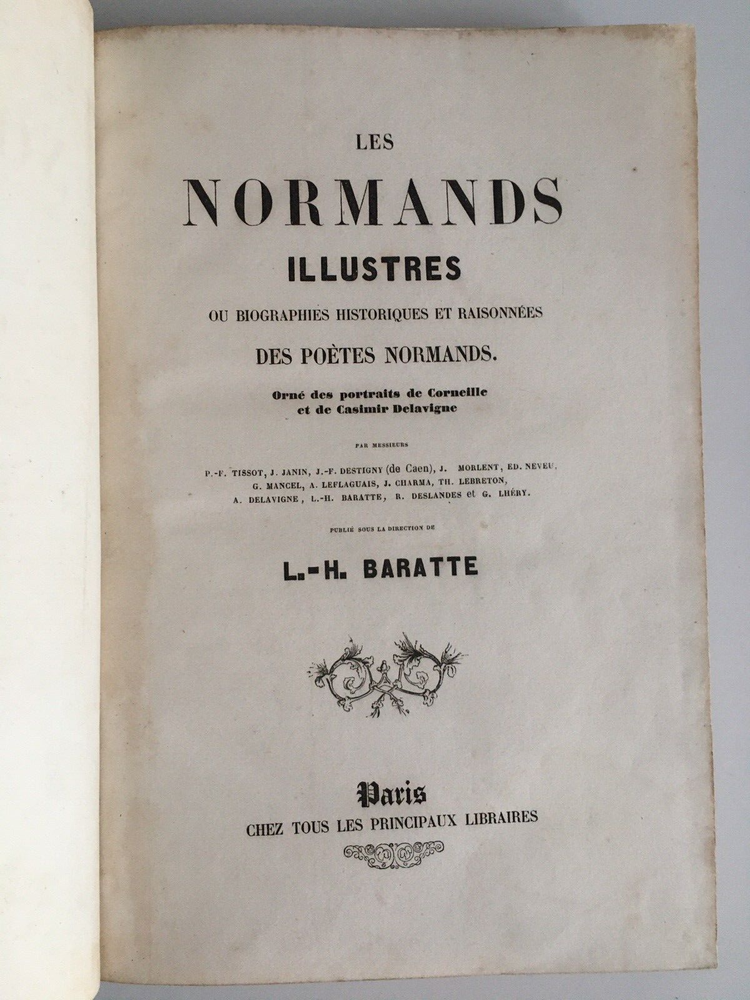 LES
NORMANDS
ILLUSTRES
OU BIOGRAPHIES HISTORIQUES ET RAISONNÉES
DES POÈTES NORMANDS.
Orné des portraits de Corneille
et de Casimir Delavigne
PAR MESSIEURS
P.-F. TISSOT, J. JANIN, J.-F. DESTIGNY (de Caen), J. MORLENT, ED. NEVEU,
G. MANCEL, A. LEFLAGUAIS, J. CHARMA, TH. LEBRETON,
A. DELAVIGNE, L.-H. BARATTE, R. DESLANDES et G. LHÉRY.
PUBLIÉ SOUS LA DIRECTION DE
L.-H. BARATTE
Paris
CHEZ TOUS LES PRINCIPAUX LIBRAIRES